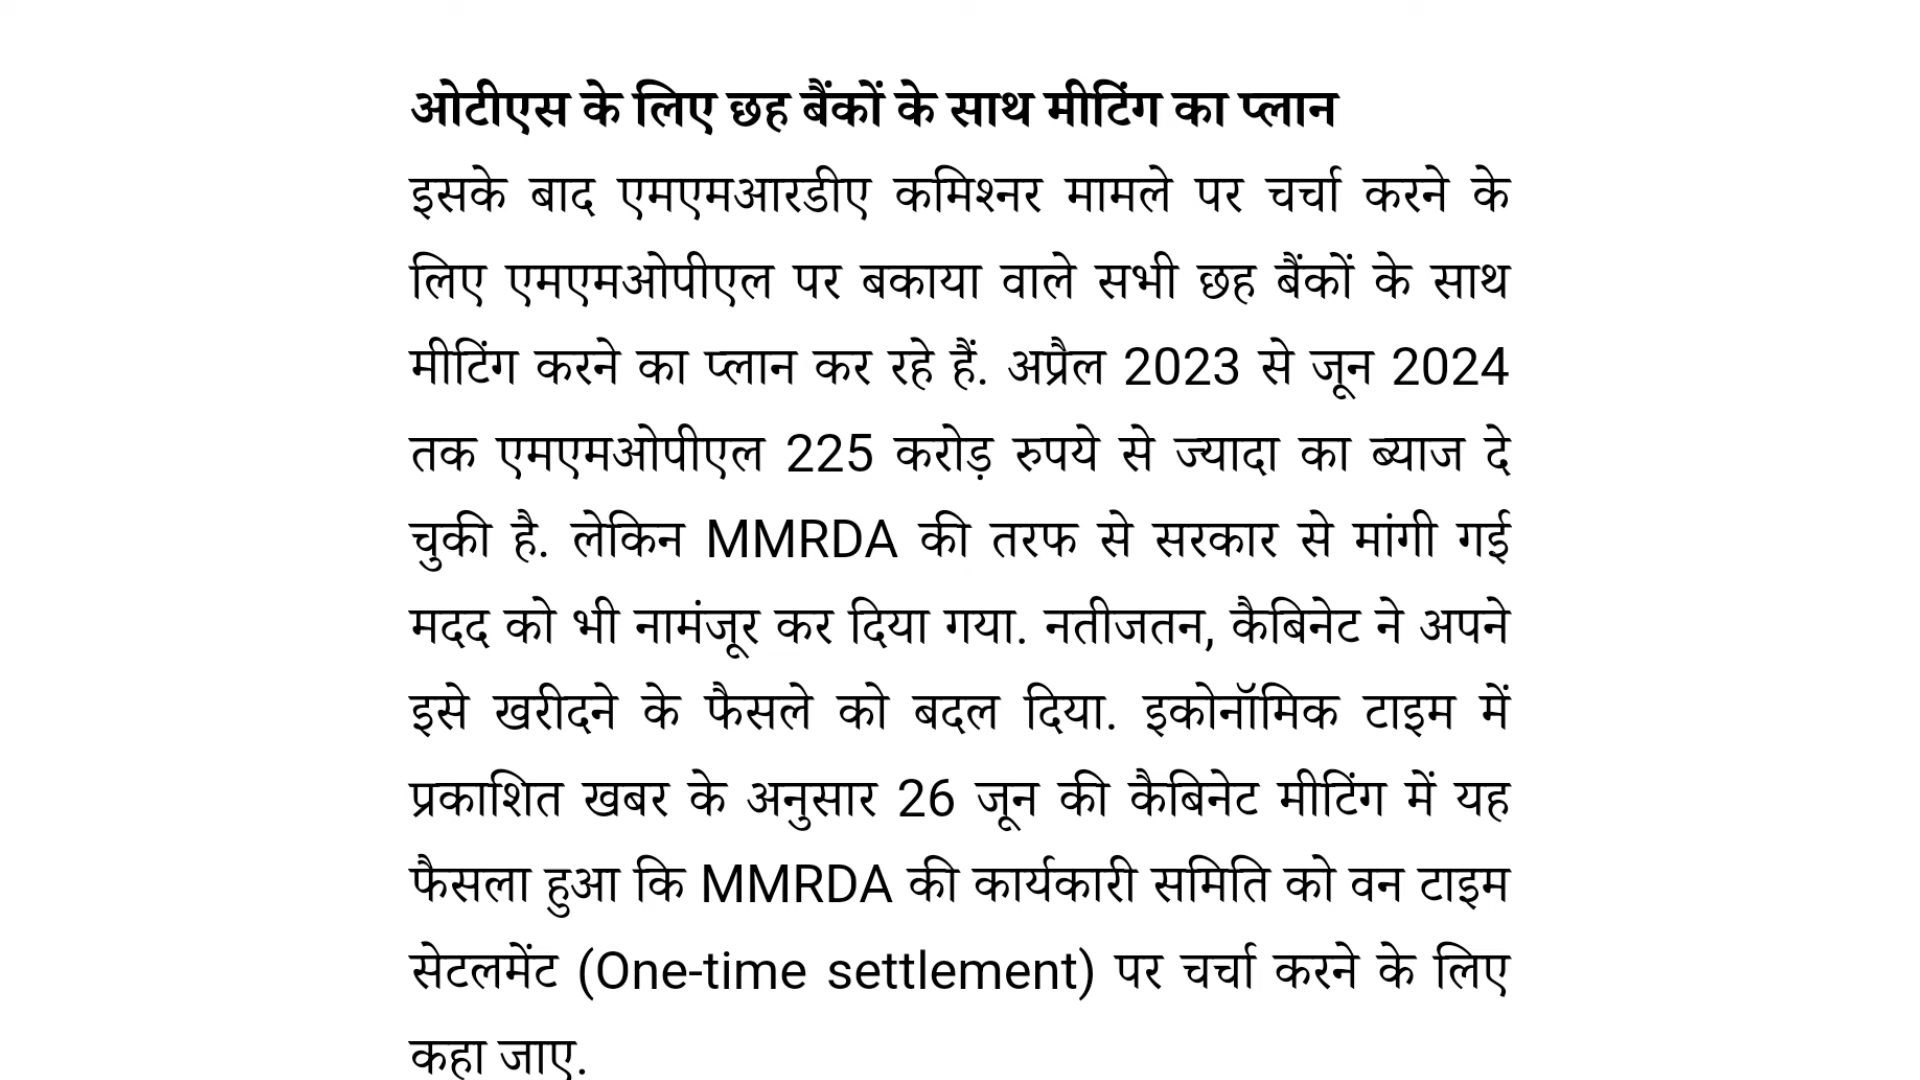 ओटीएस के लिए छह बैंकों के साथ मीटिंग का प्लान
इसके बाद एमएमआरडीए कमिश्नर मामले पर चर्चा करने के
लिए एमएमओपीएल पर बकाया वाले सभी छह बैंकों के साथ
मीटिंग करने का प्लान कर रहे हैं. अप्रैल 2023 से जून 2024
तक एमएमओपीएल 225 करोड़ रुपये से ज्यादा का ब्याज दे
चुकी है. लेकिन MMRDA की तरफ से सरकार से मांगी गई
मदद को भी नामंजूर कर दिया गया. नतीजतन, कैबिनेट ने अपने
इसे खरीदने के फैसले को बदल दिया. इकोनॉमिक टाइम में
प्रकाशित खबर के अनुसार 26 जून की कैबिनेट मीटिंग में यह
फैसला हुआ कि MMRDA की कार्यकारी समिति को वन टाइम
सेटलमेंट (One-time settlement) पर चर्चा करने के लिए
कहा जाए.